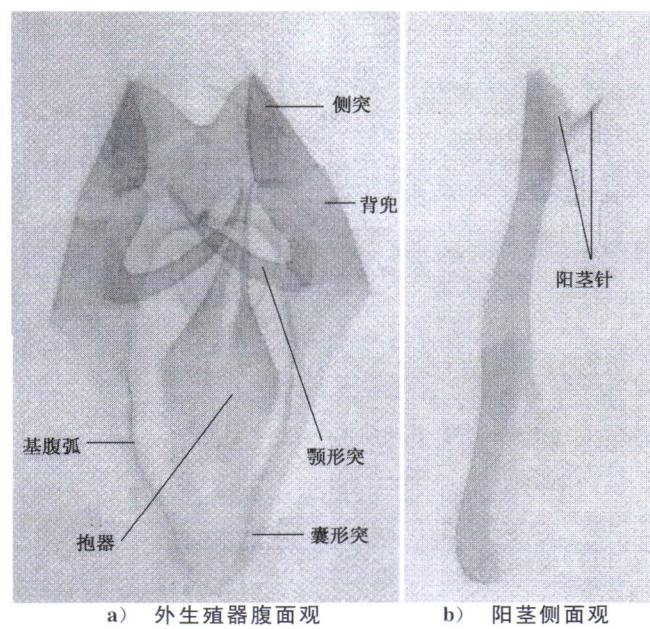 侧突
背兜
阳茎针
基腹弧
颚形突
抱器
囊形突
a） 外生殖器腹面观
b） 阳茎侧面观